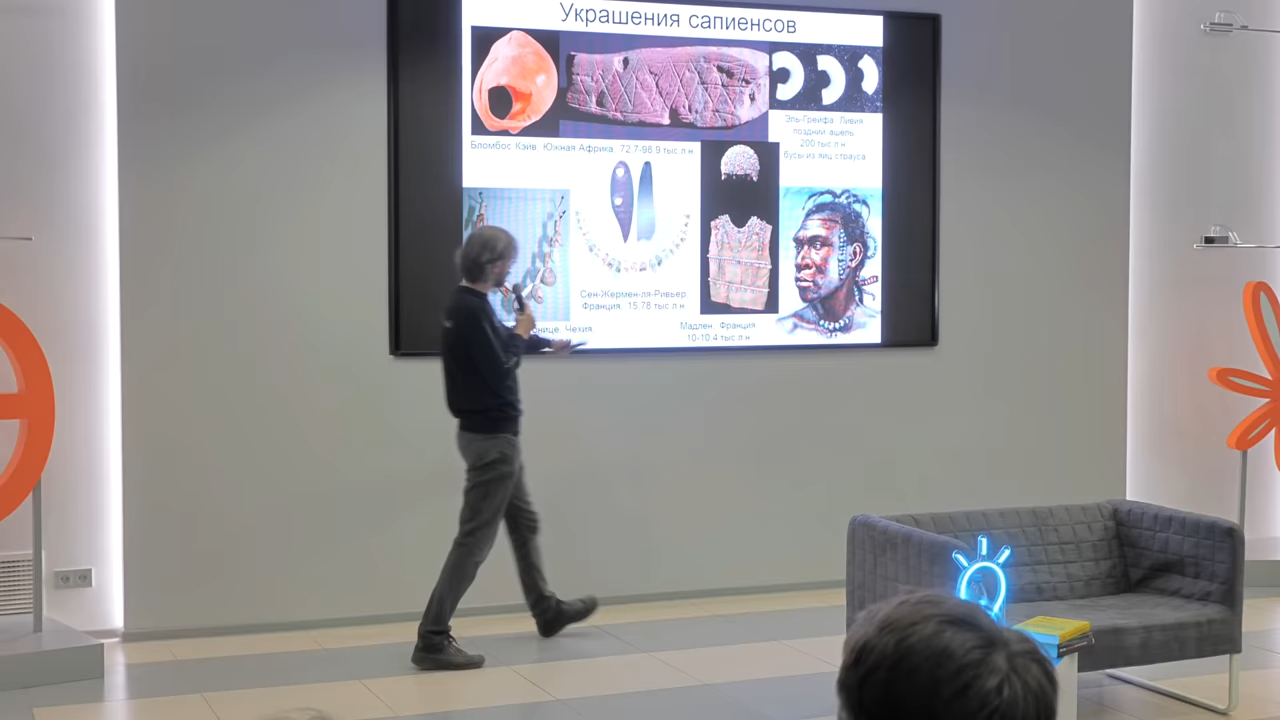 Украшения сапиенсов
Бломбос Кэйв. Южная Африка. 72.7-98.9 тыс.л.н.
Эль-Грейфа. Ливия
поздний ашель
200 тыс.л.н.
бусы из яиц страуса
Сен-Жермен-ля-Ривьер.
Франция. 15.78 тыс.л.н.
Чехия.
Мадлен. Франция.
10-10.4 тыс.л.н.